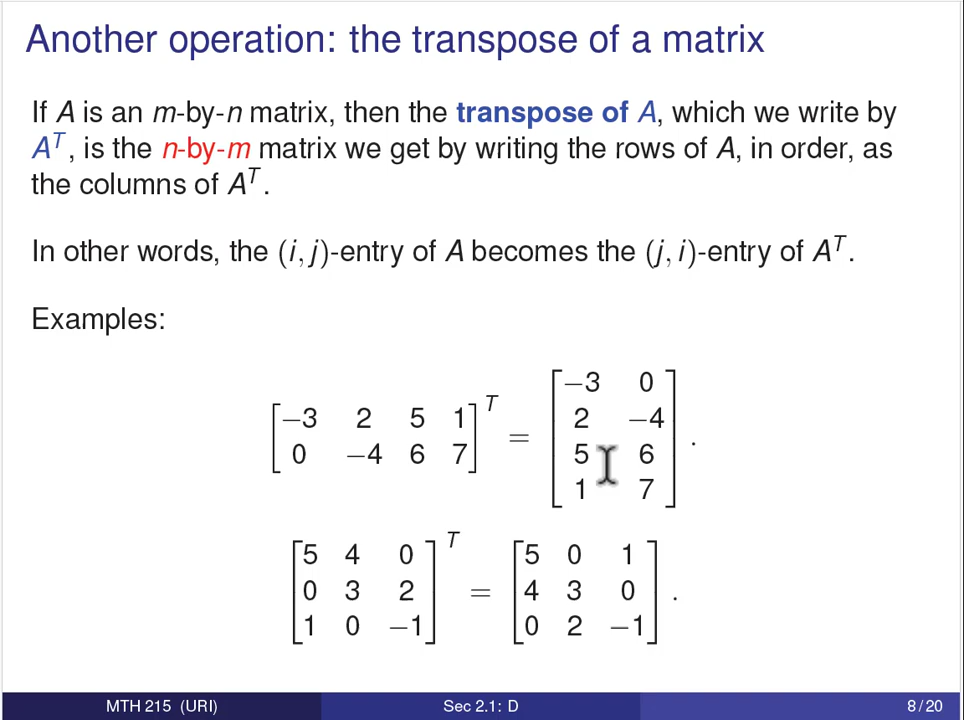 Another operation: the transpose of a matrix
If A is an m-by-n matrix, then the transpose of A, which we write by
A^T, is the n-by-m matrix we get by writing the rows of A, in order, as
the columns of A^T.
In other words, the (i, j)-entry of A becomes the (j, i)-entry of A^T.
Examples:
[−3 2 5 1]^T = [−3 0]
[0 −4 6 7] [2 −4]
[5 6]
[1 7].
[5 4 0]^T = [5 0 1]
[0 3 2] [4 3 0]
[1 0 −1] [0 2 −1].
MTH 215 (URI) Sec 2.1: D 8 / 20